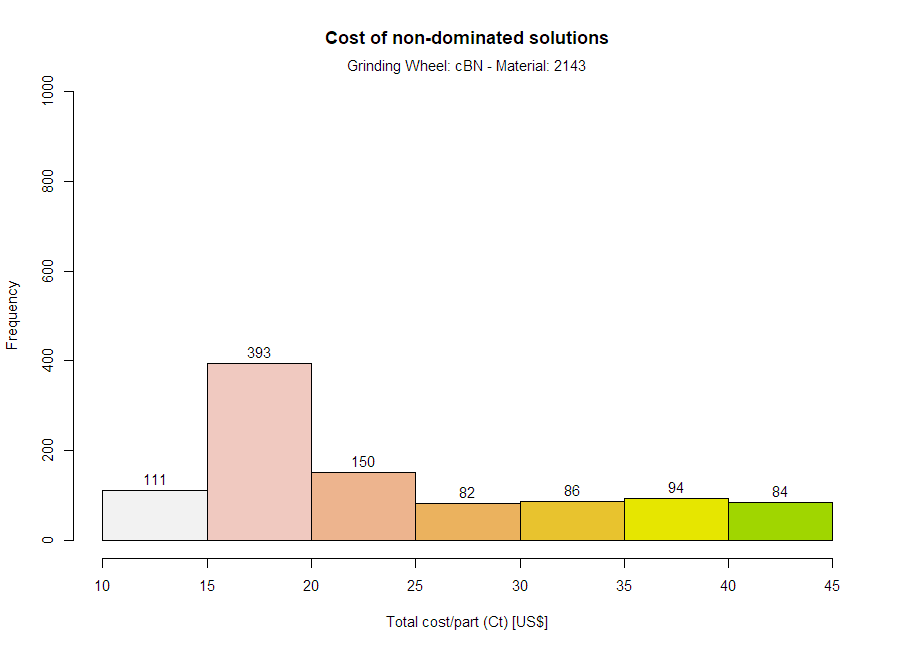 Cost of non-dominated solutions
Grinding Wheel: cBN - Material: 2143
Frequency
1000
800
600
400
200
0
111
393
150
82
86
94
84
10 15 20 25 30 35 40 45
Total cost/part (Ct) [US$]